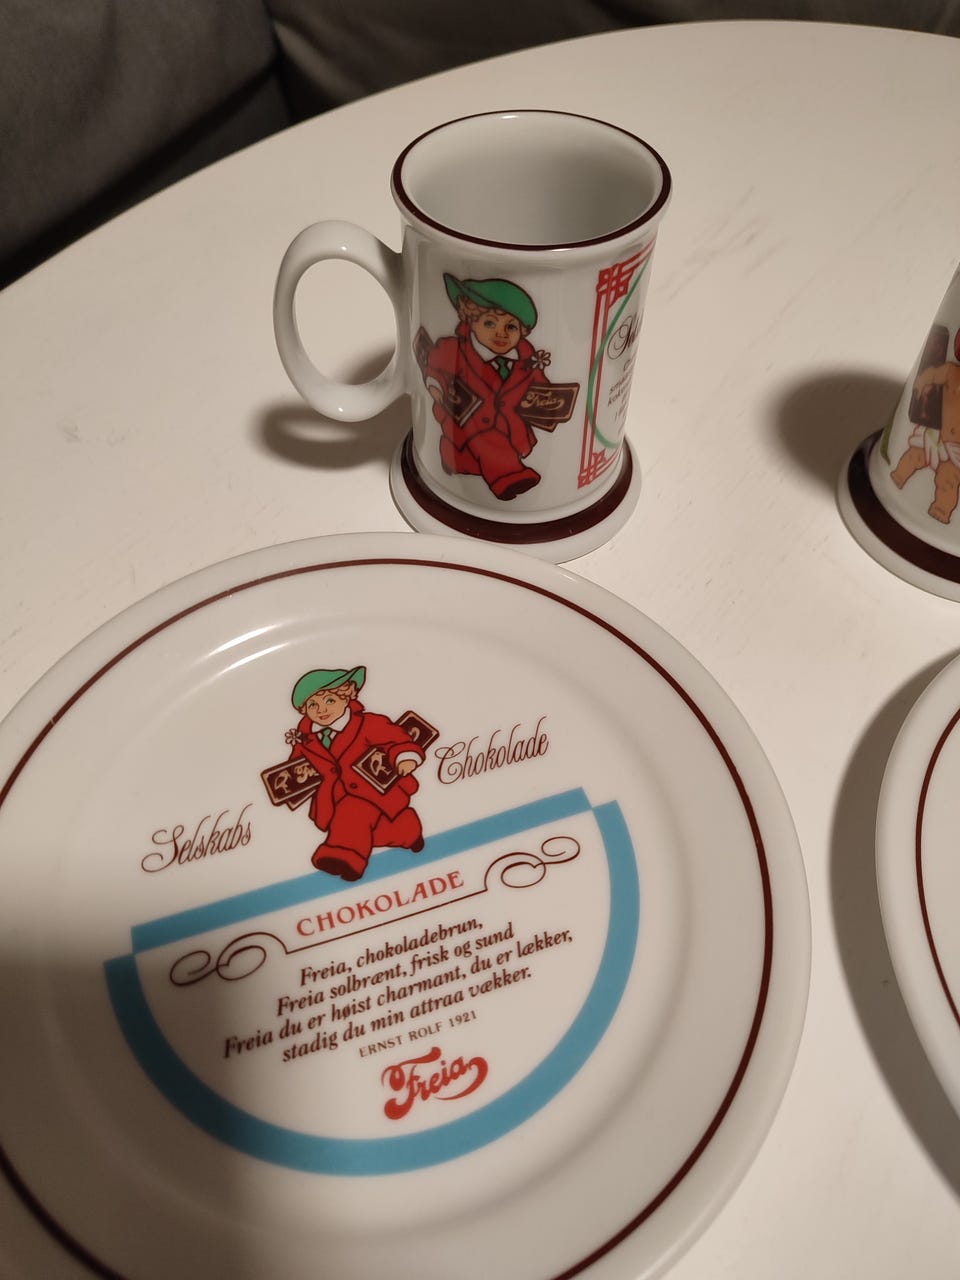 Freia
Selskabs Chokolade
CHOKOLADE
Freia, chokoladebrun,
Freia solbrænt, frisk og sund
Freia du er høist charmant, du er lækker,
stadig du min attraa vækker.
ERNST ROLF 1921
Freia